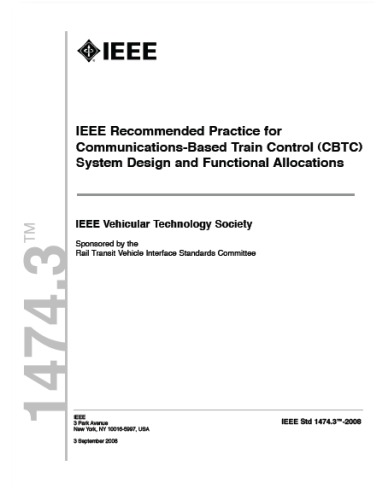 IEEE
IEEE Recommended Practice for
Communications-Based Train Control (CBTC)
System Design and Functional Allocations
IEEE Vehicular Technology Society
Sponsored by the
Rail Transit Vehicle Interface Standards Committee
1474.3™
IEEE
3 Park Avenue
New York, NY 10016-5997, USA
3 September 2008
IEEE Std 1474.3™-2008